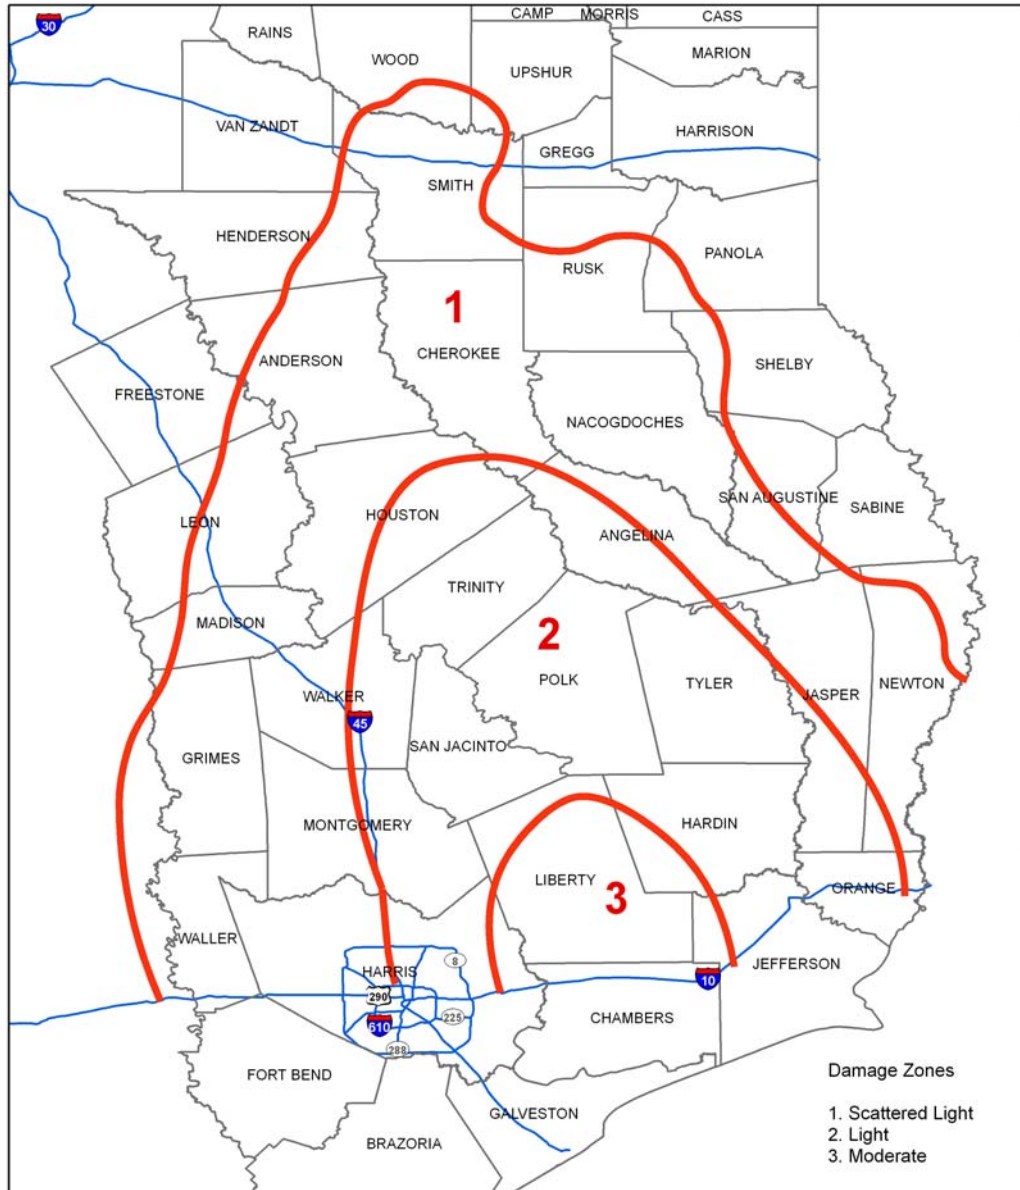 CAMP
MORRIS
CASS
30
RAINS
WOOD
MARION
UPSHUR
VAN ZANDT
HARRISON
GREGG
SMITH
HENDERSON
PANOLA
RUSK
1
CHEROKEE
ANDERSON
SHELBY
FREESTONE
NACOGDOCHES
SAN AUGUSTINE
SABINE
LEON
HOUSTON
ANGELINA
TRINITY
MADISON
2
POLK
TYLER
NEWTON
WALKER
JASPER
45
SAN JACINTO
GRIMES
MONTGOMERY
HARDIN
LIBERTY
3
ORANGE
WALLER
HARRIS
8
JEFFERSON
290
10
610
225
CHAMBERS
288
FORT BEND
GALVESTON
BRAZORIA
Damage Zones
1. Scattered Light
2. Light
3. Moderate